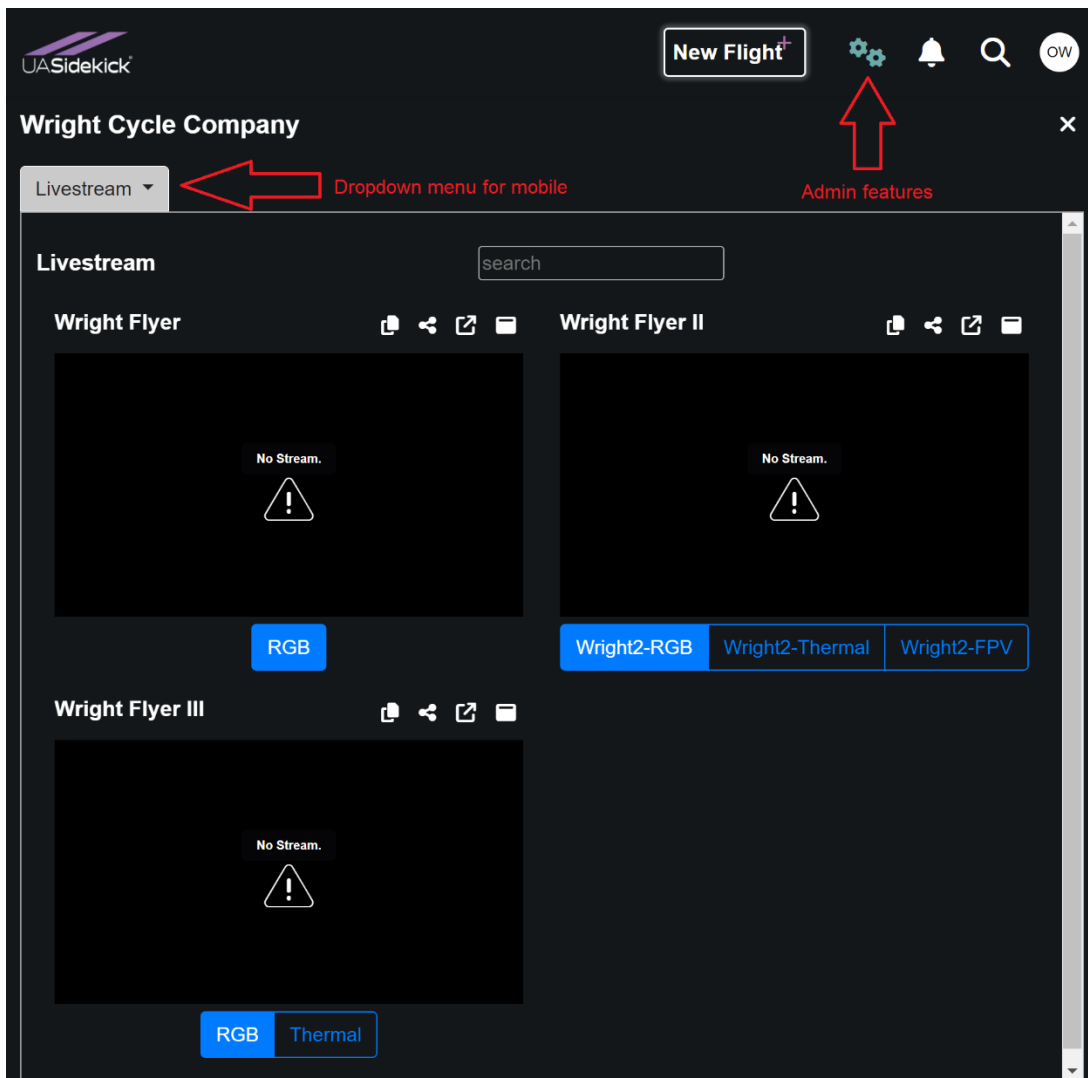 UASidekick
New Flight+
OW
Wright Cycle Company
Livestream
Dropdown menu for mobile
Admin features
Livestream
search
Wright Flyer
Wright Flyer II
No Stream.
No Stream.
RGB
Wright2-RGB Wright2-Thermal Wright2-FPV
Wright Flyer III
No Stream.
RGB Thermal